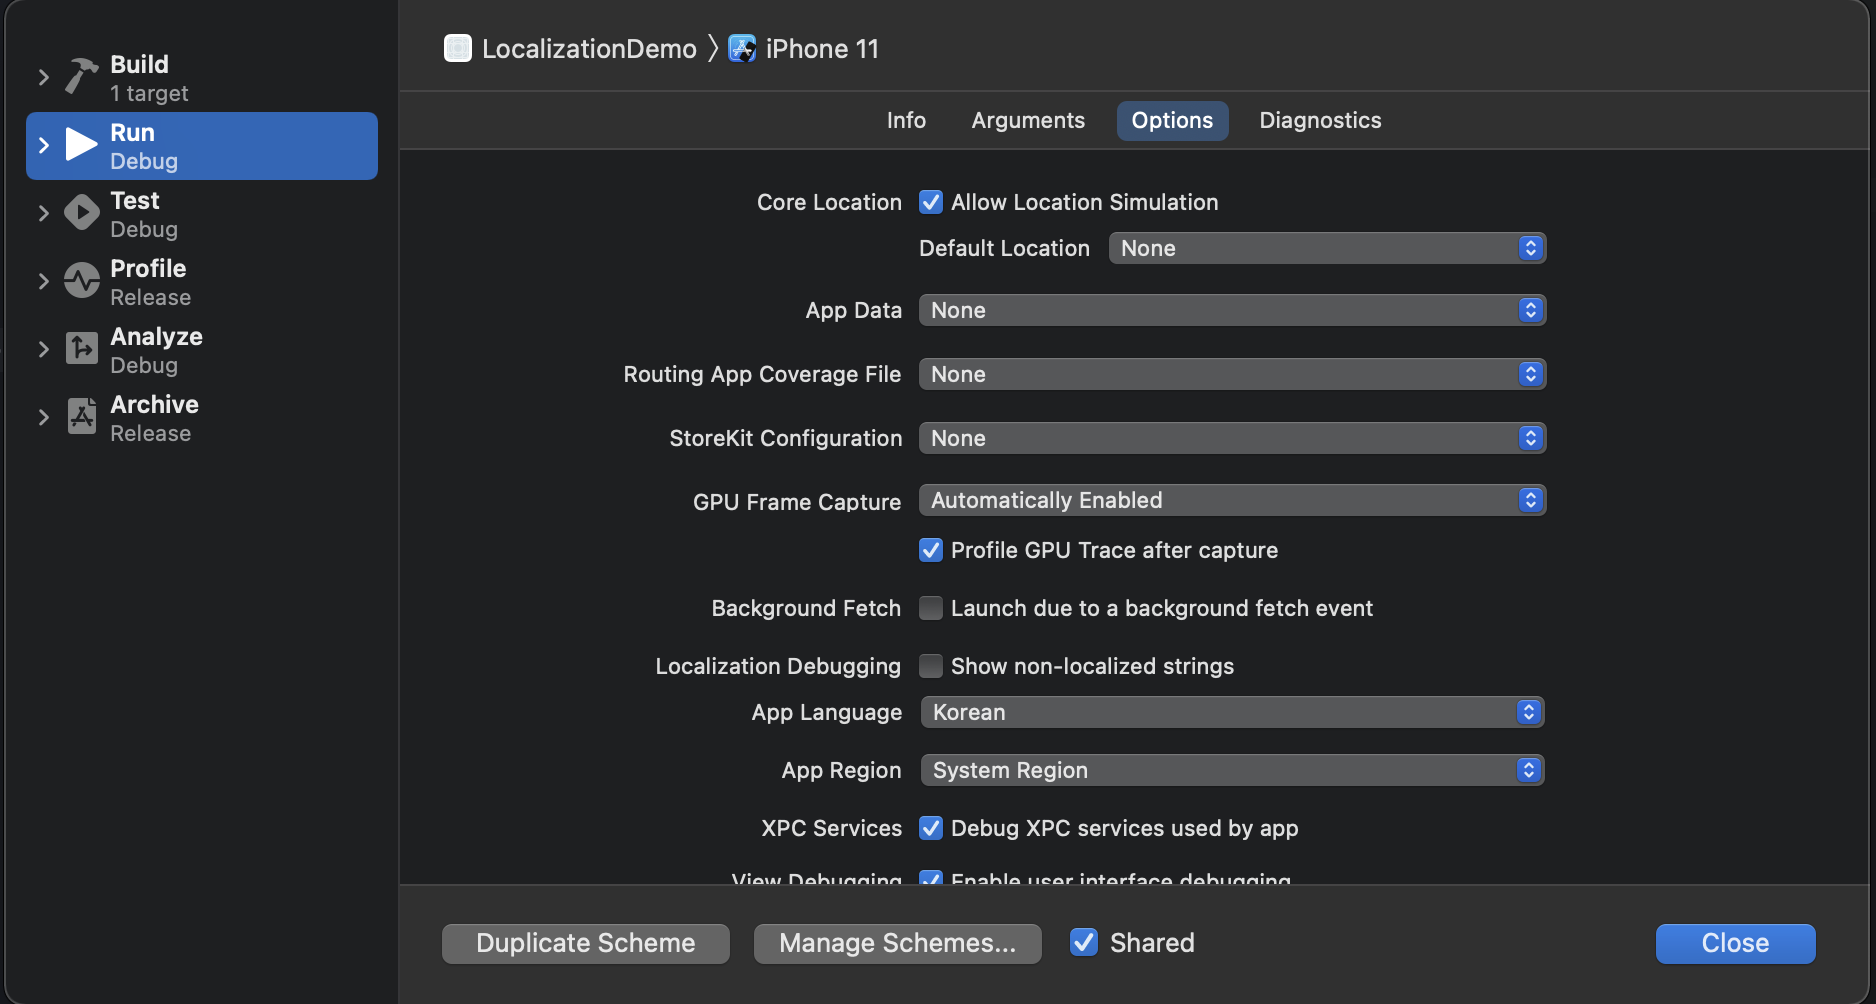 LocalizationDemo 〉 iPhone 11
Build
1 target
Run
Debug
Test
Debug
Profile
Release
Analyze
Debug
Archive
Release
Info Arguments Options Diagnostics
Core Location Allow Location Simulation
Default Location None
App Data None
Routing App Coverage File None
StoreKit Configuration None
GPU Frame Capture Automatically Enabled
Profile GPU Trace after capture
Background Fetch Launch due to a background fetch event
Localization Debugging Show non-localized strings
App Language Korean
App Region System Region
XPC Services Debug XPC services used by app
View Debugging Enable user interface debugging
Duplicate Scheme Manage Schemes... Shared Close